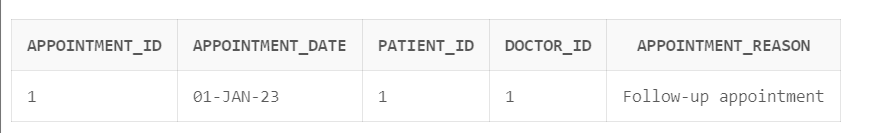 APPOINTMENT_ID APPOINTMENT_DATE PATIENT_ID DOCTOR_ID APPOINTMENT_REASON
1 01-JAN-23 1 1 Follow-up appointment